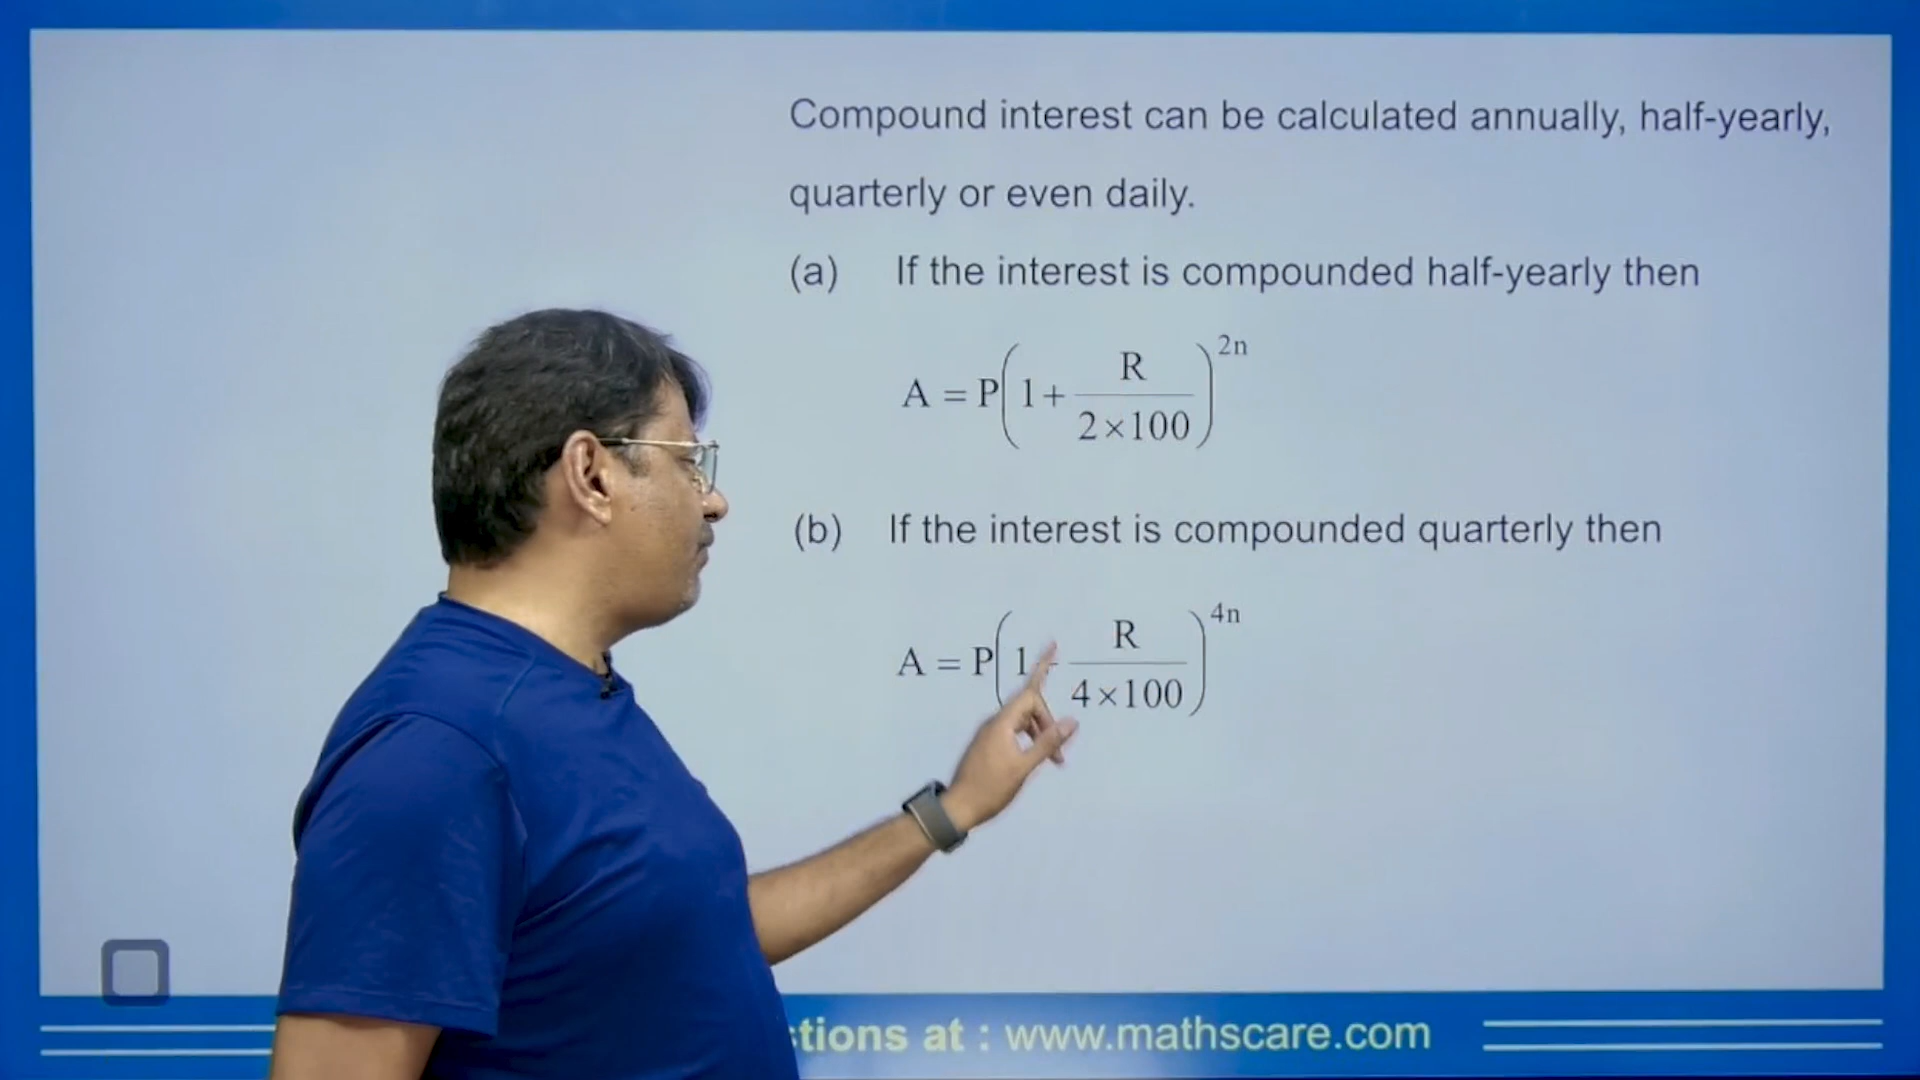 Compound interest can be calculated annually, half-yearly,
quarterly or even daily.
(a) If the interest is compounded half-yearly then
A = P(1 + R/(2×100))^2n
(b) If the interest is compounded quarterly then
A = P(1 + R/(4×100))^4n
at : www.mathscare.com